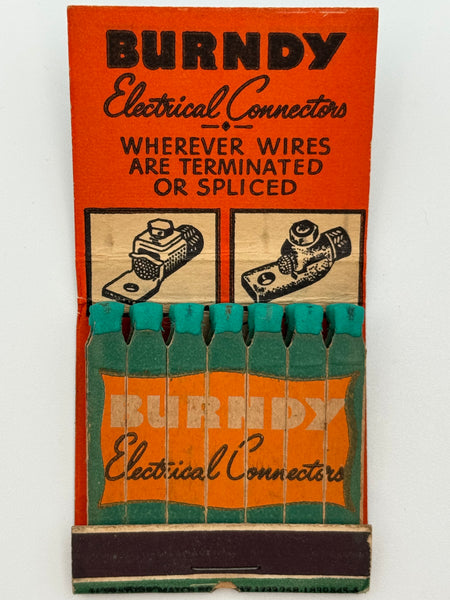 BURNDY
Electrical Connectors
WHEREVER WIRES
ARE TERMINATED
OR SPLICED
BURNDY
Electrical Connectors